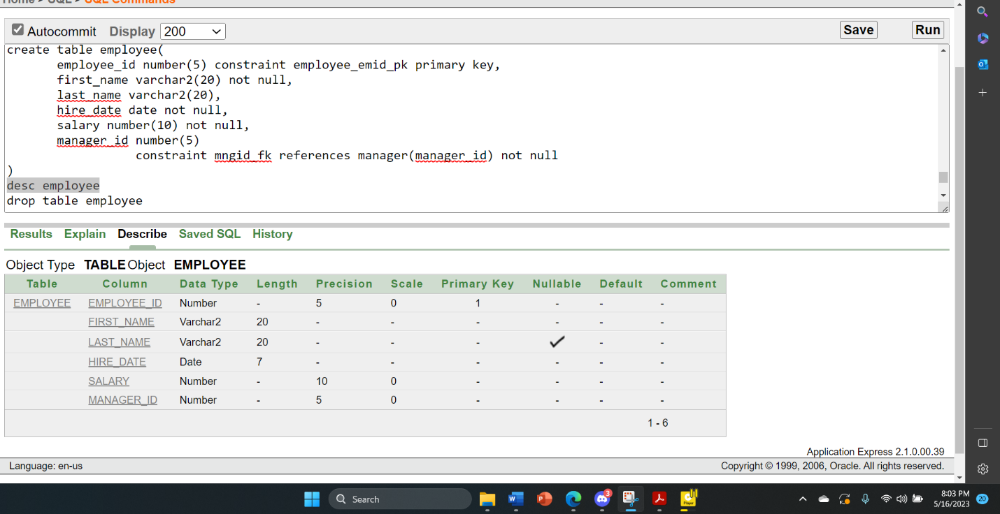 Home > SQL > SQL Commands
Autocommit Display 200 Save Run
create table employee(
employee_id number(5) constraint employee_emid_pk primary key,
first_name varchar2(20) not null,
last_name varchar2(20),
hire_date date not null,
salary number(10) not null,
manager_id number(5)
constraint mngid_fk references manager(manager_id) not null
)
desc employee
drop table employee
Results Explain Describe Saved SQL History
Object Type TABLE Object EMPLOYEE
Table Column Data Type Length Precision Scale Primary Key Nullable Default Comment
EMPLOYEE EMPLOYEE_ID Number - 5 0 1 - - -
FIRST_NAME Varchar2 20 - - - - - -
LAST_NAME Varchar2 20 - - - ✓ - -
HIRE_DATE Date 7 - - - - - -
SALARY Number - 10 0 - - - -
MANAGER_ID Number - 5 0 - - - -
1 - 6
Application Express 2.1.0.00.39
Language: en-us Copyright © 1999, 2006, Oracle. All rights reserved.
Search 3 8:03 PM
5/16/2023 20